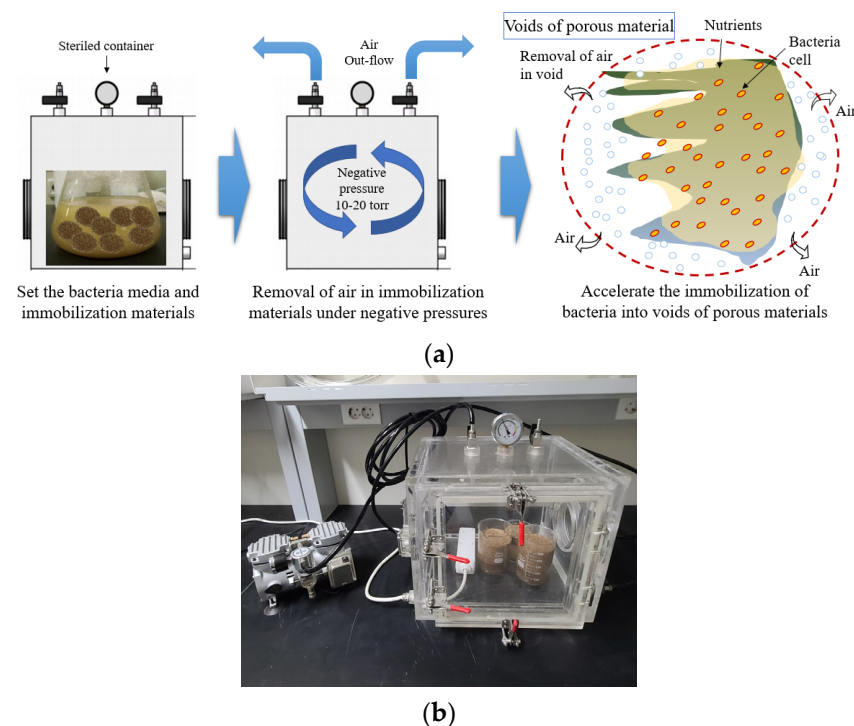 Steriled container
Air
Out-flow
Negative
pressure
10-20 torr
Voids of porous material
Nutrients
Bacteria
cell
Removal of air
in void
Air
Air
Air
Set the bacteria media and
immobilization materials
Removal of air in immobilization
materials under negative pressures
Accelerate the immobilization of
bacteria into voids of porous materials
(a)
(b)